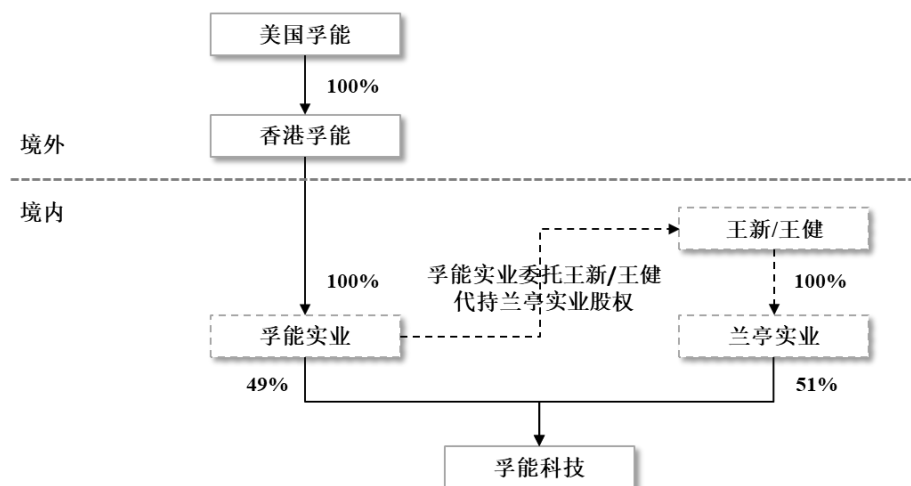 美国孚能
100%
香港孚能
境外
境内
王新/王健
100%
孚能实业委托王新/王健
代持兰亭实业股权
100%
孚能实业
兰亭实业
49%
51%
孚能科技